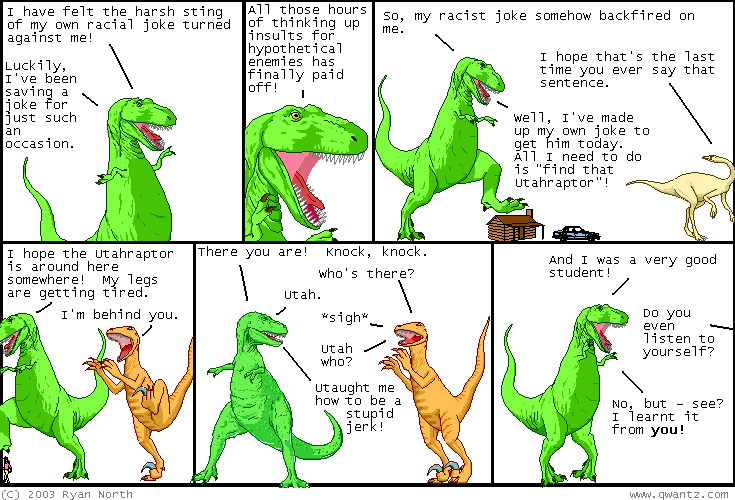 I have felt the harsh sting
of my own racial joke turned
against me!
Luckily,
I've been
saving a
joke for
just such
an
occasion.
All those hours
of thinking up
insults for
hypothetical
enemies has
finally paid
off!
So, my racist joke somehow backfired on
me.
I hope that's the last
time you ever say that
sentence.
Well, I've made
up my own joke to
get him today.
All I need to do
is "find that
Utahraptor"!
I hope the Utahraptor
is around here
somewhere! My legs
are getting tired.
I'm behind you.
There you are! Knock, knock.
Who's there?
Utah.
*sigh*
Utah
who?
Utaught me
how to be a
stupid
jerk!
And I was a very good
student!
Do you
even
listen to
yourself?
No, but - see?
I learnt it
from you!
(C) 2003 Ryan North
www.qwantz.com